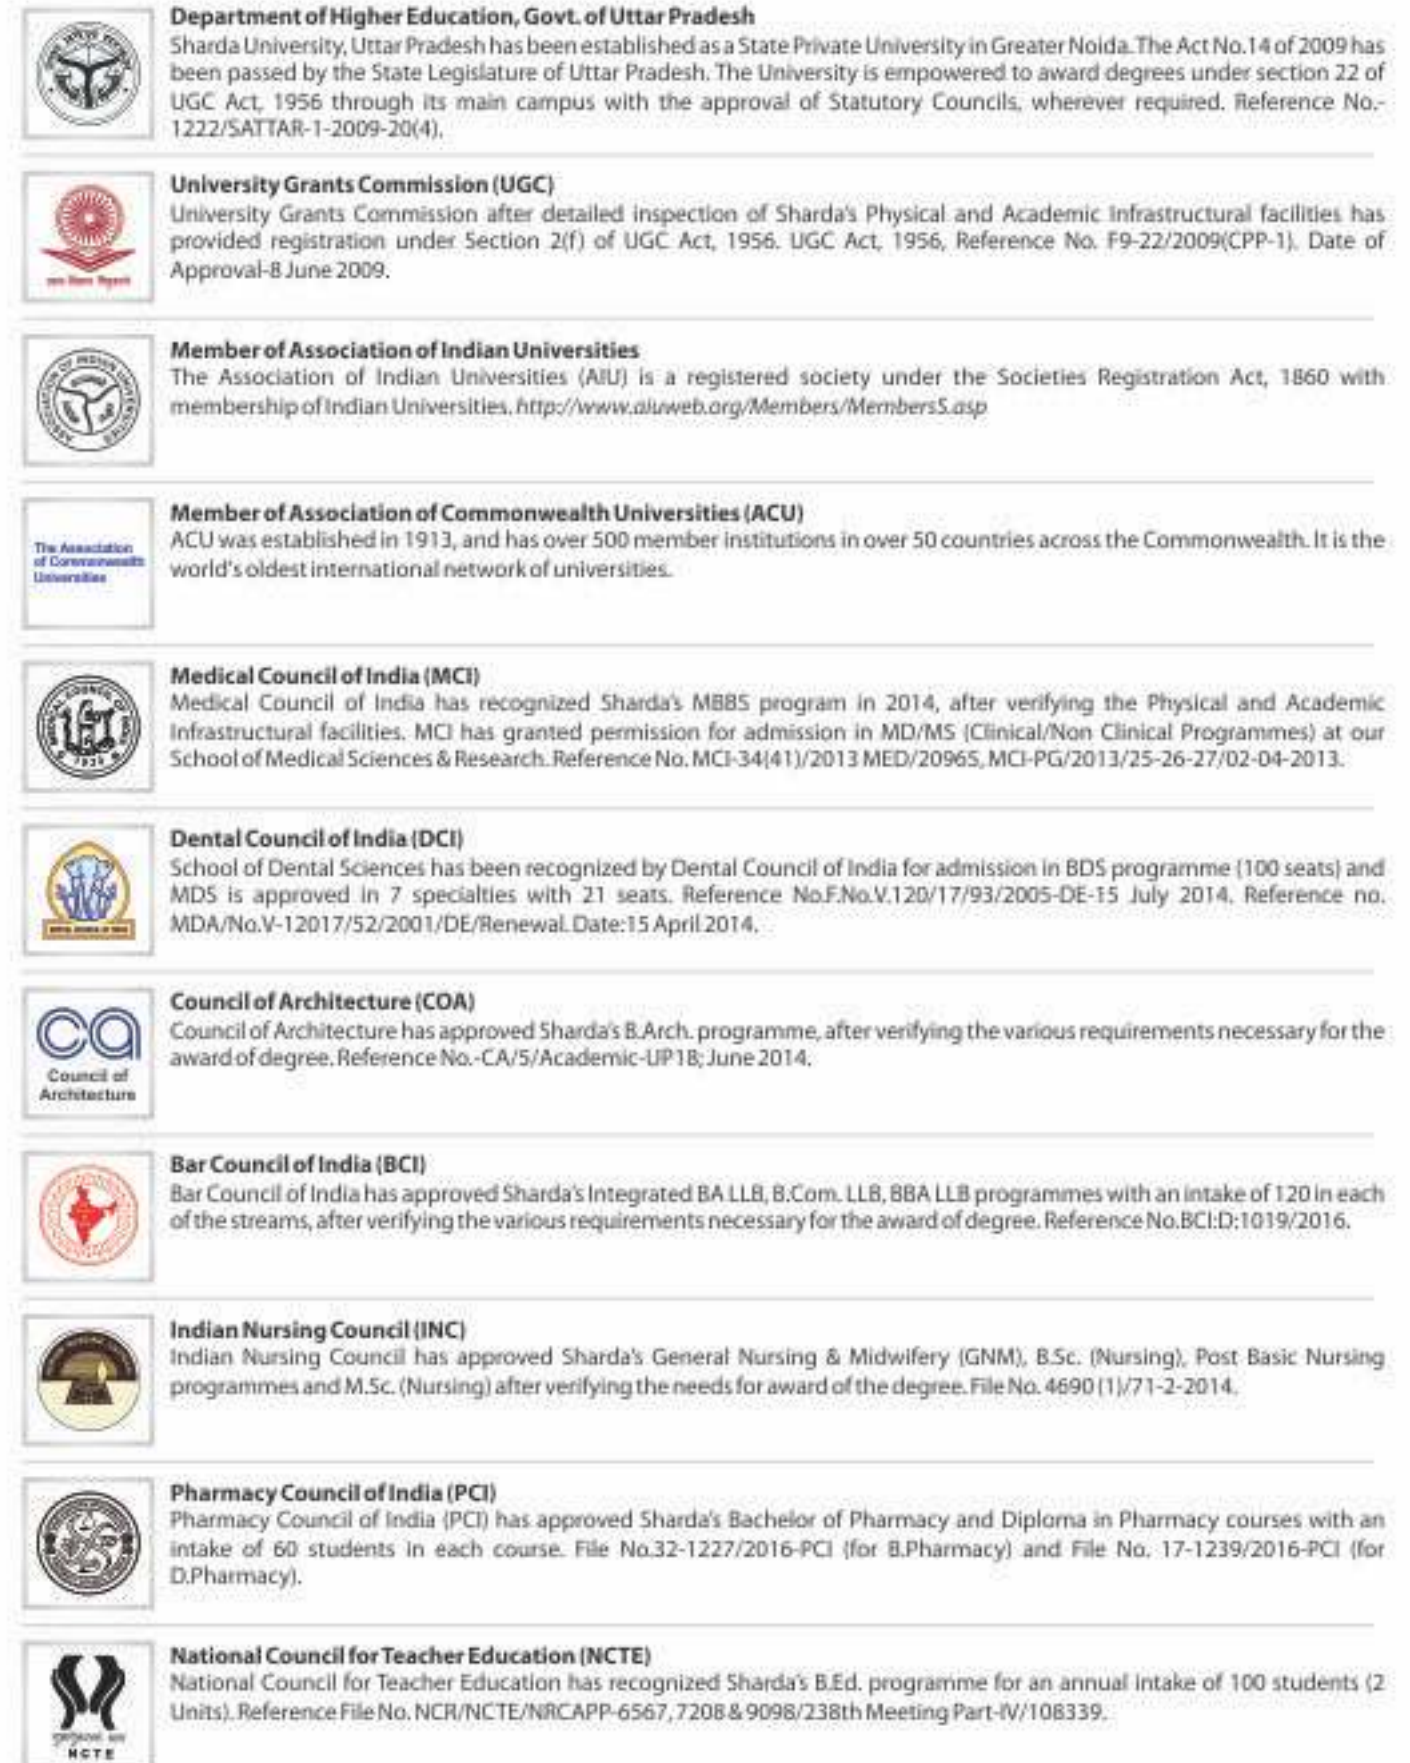 Department of Higher Education, Govt. of Uttar Pradesh
Sharda University, Uttar Pradesh has been established as a State Private University in Greater Noida. The Act No.14 of 2009 has
been passed by the State Legislature of Uttar Pradesh. The University is empowered to award degrees under section 22 of
UGC Act, 1956 through its main campus with the approval of Statutory Councils, wherever required. Reference No.-
1222/SATTAR-1-2009-20(4).
University Grants Commission (UGC)
University Grants Commission after detailed inspection of Sharda's Physical and Academic Infrastructural facilities has
provided registration under Section 2(f) of UGC Act, 1956. UGC Act, 1956, Reference No. F9-22/2009(CPP-1). Date of
Approval-8 June 2009.
ASSOCIATION OF INDIAN UNIVERSITIES
Member of Association of Indian Universities
The Association of Indian Universities (AIU) is a registered society under the Societies Registration Act, 1860 with
membership of Indian Universities. http://www.aiuweb.org/Members/MembersS.asp
The Association
of Commonwealth
Universities
Member of Association of Commonwealth Universities (ACU)
ACU was established in 1913, and has over 500 member institutions in over 50 countries across the Commonwealth. It is the
world's oldest international network of universities.
MEDICAL COUNCIL OF INDIA
Medical Council of India (MCI)
Medical Council of India has recognized Sharda's MBBS program in 2014, after verifying the Physical and Academic
Infrastructural facilities. MCI has granted permission for admission in MD/MS (Clinical/Non Clinical Programmes) at our
School of Medical Sciences & Research. Reference No. MCI-34(41)/2013 MED/20965, MCI-PG/2013/25-26-27/02-04-2013.
Dental Council of India (DCI)
School of Dental Sciences has been recognized by Dental Council of India for admission in BDS programme (100 seats) and
MDS is approved in 7 specialties with 21 seats. Reference No.F.No.V.120/17/93/2005-DE-15 July 2014. Reference no.
MDA/No.V-12017/52/2001/DE/Renewal. Date:15 April 2014.
ca
Council of
Architecture
Council of Architecture (COA)
Council of Architecture has approved Sharda's B.Arch. programme, after verifying the various requirements necessary for the
award of degree. Reference No.-CA/5/Academic-UP18; June 2014.
Bar Council of India (BCI)
Bar Council of India has approved Sharda's Integrated BA LLB, B.Com. LLB, BBA LLB programmes with an intake of 120 in each
of the streams, after verifying the various requirements necessary for the award of degree. Reference No.BCI:D:1019/2016.
Indian Nursing Council (INC)
Indian Nursing Council has approved Sharda's General Nursing & Midwifery (GNM), B.Sc. (Nursing), Post Basic Nursing
programmes and M.Sc. (Nursing) after verifying the needs for award of the degree. File No. 4690 (1)/71-2-2014.
Pharmacy Council of India (PCI)
Pharmacy Council of India (PCI) has approved Sharda's Bachelor of Pharmacy and Diploma in Pharmacy courses with an
intake of 60 students in each course. File No.32-1227/2016-PCI (for B.Pharmacy) and File No. 17-1239/2016-PCI (for
D.Pharmacy).
NCTE
National Council for Teacher Education (NCTE)
National Council for Teacher Education has recognized Sharda's B.Ed. programme for an annual intake of 100 students (2
Units). Reference File No. NCR/NCTE/NRCAPP-6567, 7208 & 9098/238th Meeting Part-IV/108339.